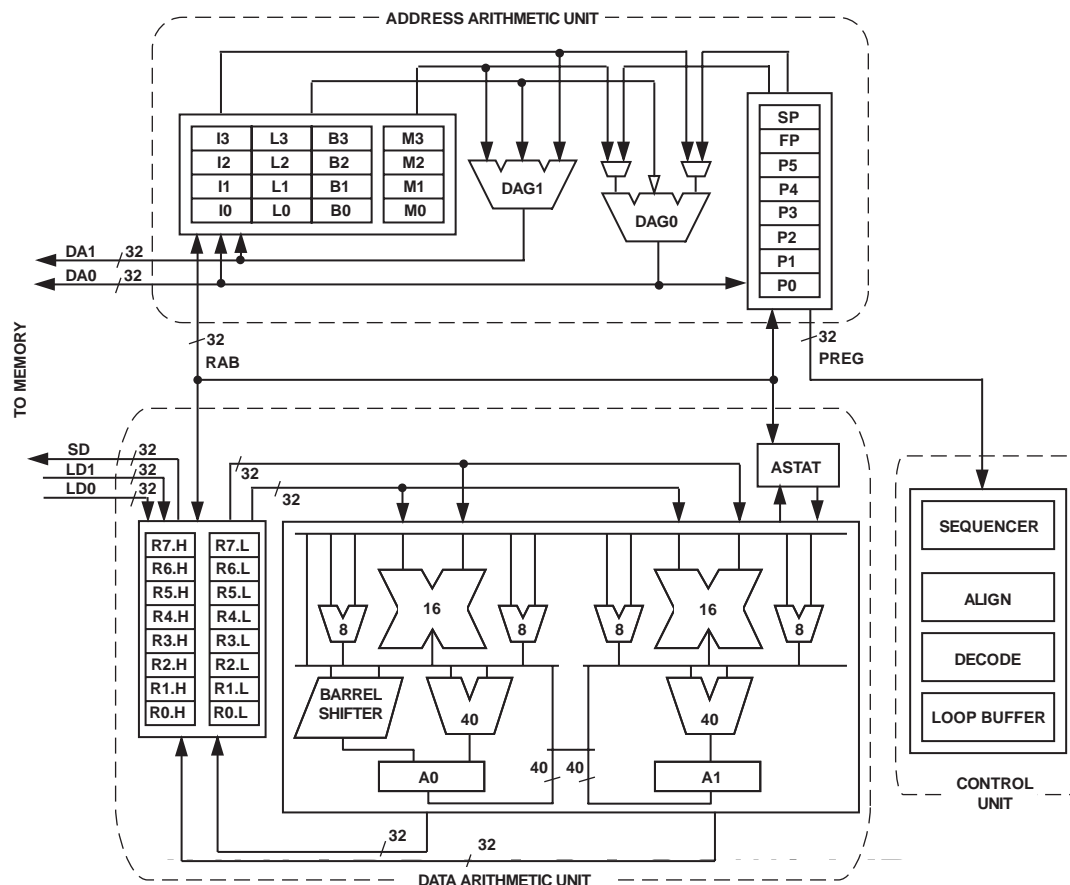 ADDRESS ARITHMETIC UNIT
I3 L3 B3 M3
I2 L2 B2 M2
I1 L1 B1 M1
I0 L0 B0 M0
DAG1
DAG0
SP
FP
P5
P4
P3
P2
P1
P0
DA1 32
DA0 32
TO MEMORY
32
RAB
32
PREG
SD 32
LD1 32
LD0 32
32
32
ASTAT
R7.H R7.L
R6.H R6.L
R5.H R5.L
R4.H R4.L
R3.H R3.L
R2.H R2.L
R1.H R1.L
R0.H R0.L
8 16 8 8 16 8
BARREL
SHIFTER
40
40
A0
40 40
A1
32
32
DATA ARITHMETIC UNIT
SEQUENCER
ALIGN
DECODE
LOOP BUFFER
CONTROL
UNIT